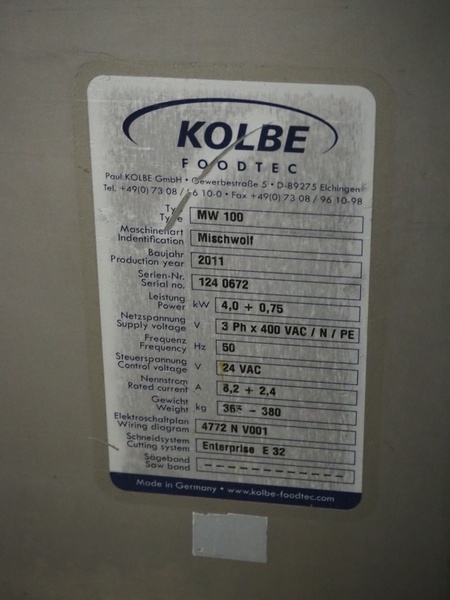 KOLBE
FOODTEC
Paul KOLBE GmbH • Gewerbestraße 5 • D-89275 Elchingen
Tel. +49(0) 73 08 / 96 10-0 • Fax +49(0) 73 08 / 96 10-98
Typ
Type MW 100
Maschinenart
Indentification Mischwolf
Baujahr
Production year 2011
Serien-Nr.
Serial no. 124 0672
Leistung
Power kW 4,0 + 0,75
Netzspannung
Supply voltage V 3 Ph x 400 VAC / N / PE
Frequenz
Frequency Hz 50
Steuerspannung
Control voltage V 24 VAC
Nennstrom
Rated current A 8,2 + 2,4
Gewicht
Weight kg 365 - 380
Elektroschaltplan
Wiring diagram 4772 N V001
Schneidsystem
Cutting system Enterprise E 32
Sägeband
Saw band - - - - - - - - - - - - - - -
Made in Germany • www.kolbe-foodtec.com